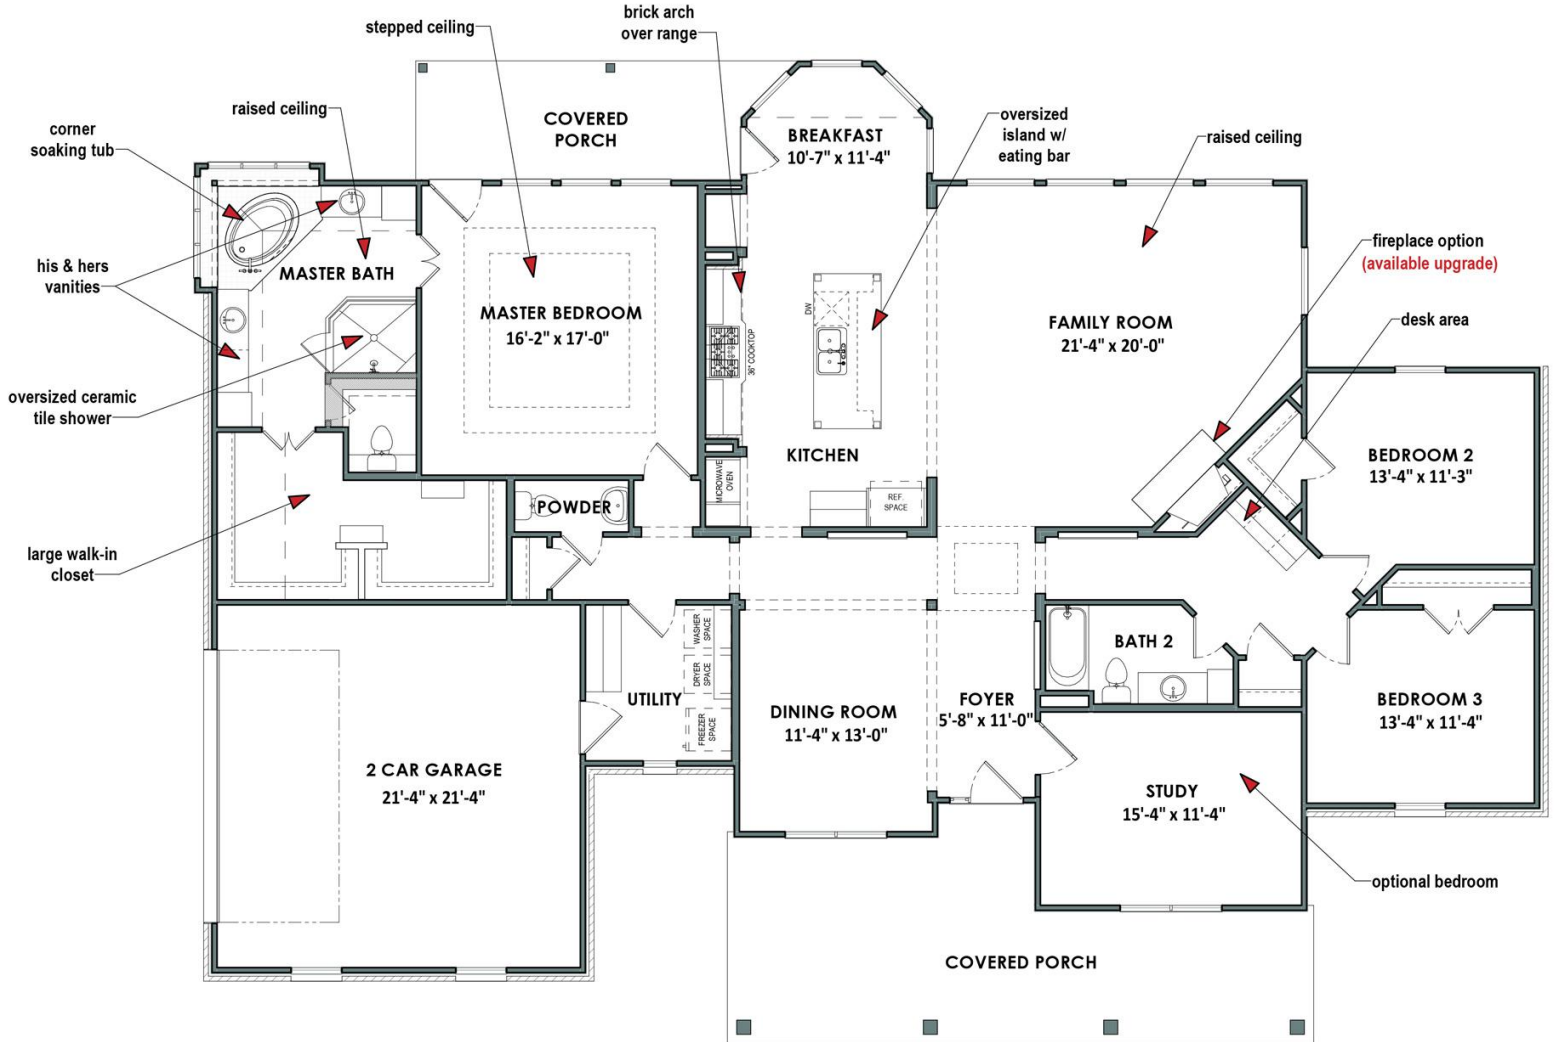 brick arch
over range
stepped ceiling
raised ceiling
corner
soaking tub
COVERED
PORCH
BREAKFAST
10'-7" x 11'-4"
oversized
island w/
eating bar
raised ceiling
his & hers
vanities
MASTER BATH
MASTER BEDROOM
16'-2" x 17'-0"
DW
36" COOKTOP
FAMILY ROOM
21'-4" x 20'-0"
fireplace option
(available upgrade)
desk area
oversized ceramic
tile shower
KITCHEN
MICROWAVE
OVEN
REF.
SPACE
BEDROOM 2
13'-4" x 11'-3"
POWDER
large walk-in
closet
WASHER
SPACE
DRYER
SPACE
FREEZER
SPACE
UTILITY
BATH 2
DINING ROOM
11'-4" x 13'-0"
FOYER
5'-8" x 11'-0"
BEDROOM 3
13'-4" x 11'-4"
2 CAR GARAGE
21'-4" x 21'-4"
STUDY
15'-4" x 11'-4"
optional bedroom
COVERED PORCH